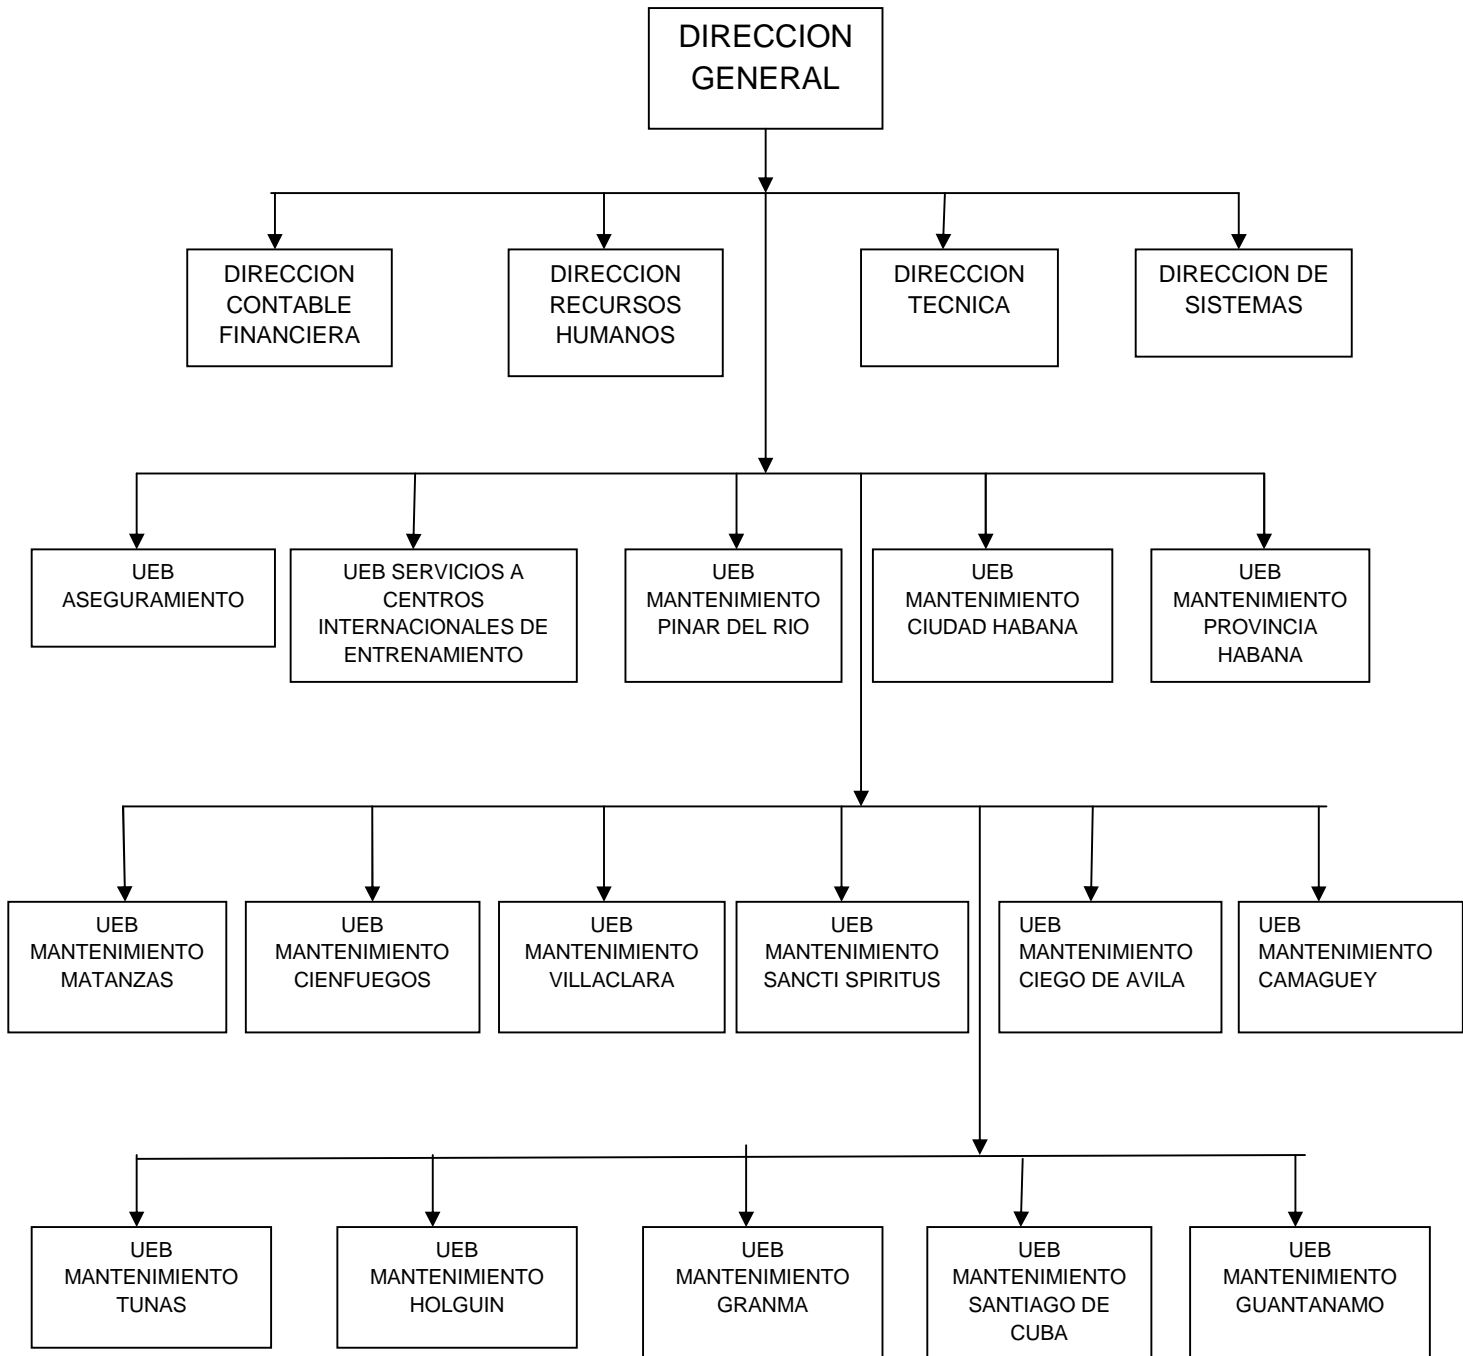 DIRECCION
GENERAL
DIRECCION
CONTABLE
FINANCIERA
DIRECCION
RECURSOS
HUMANOS
DIRECCION
TECNICA
DIRECCION DE
SISTEMAS
UEB
ASEGURAMIENTO
UEB SERVICIOS A
CENTROS
INTERNACIONALES DE
ENTRENAMIENTO
UEB
MANTENIMIENTO
PINAR DEL RIO
UEB
MANTENIMIENTO
CIUDAD HABANA
UEB
MANTENIMIENTO
PROVINCIA
HABANA
UEB
MANTENIMIENTO
MATANZAS
UEB
MANTENIMIENTO
CIENFUEGOS
UEB
MANTENIMIENTO
VILLACLARA
UEB
MANTENIMIENTO
SANCTI SPIRITUS
UEB
MANTENIMIENTO
CIEGO DE AVILA
UEB
MANTENIMIENTO
CAMAGUEY
UEB
MANTENIMIENTO
TUNAS
UEB
MANTENIMIENTO
HOLGUIN
UEB
MANTENIMIENTO
GRANMA
UEB
MANTENIMIENTO
SANTIAGO DE
CUBA
UEB
MANTENIMIENTO
GUANTANAMO